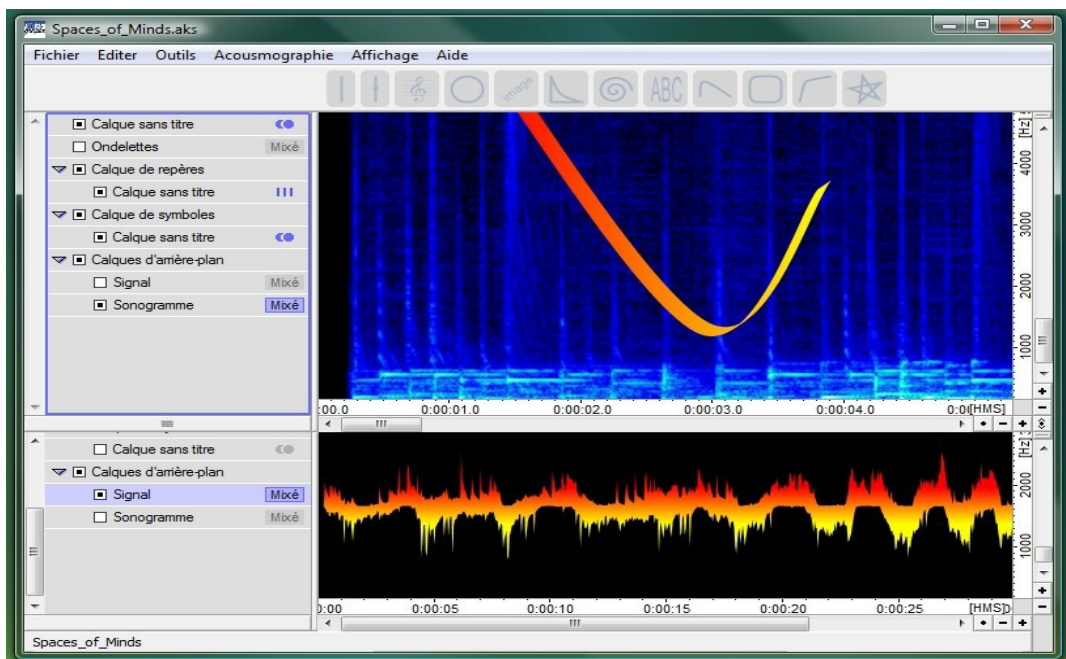 Spaces_of_Minds.aks
Fichier Editer Outils Acousmographie Affichage Aide
image ABC
Calque sans titre
Ondelettes Mixé
Calque de repères
Calque sans titre
Calque de symboles
Calque sans titre
Calques d'arrière-plan
Signal Mixé
Sonogramme Mixé
[Hz]
4000
3000
2000
1000
:00.0 0:00:01.0 0:00:02.0 0:00:03.0 0:00:04.0 0:0 [HMS]
Calque sans titre
Calques d'arrière-plan
Signal Mixé
Sonogramme Mixé
[Hz]
2000
1000
0:00 0:00:05 0:00:10 0:00:15 0:00:20 0:00:25 [HMS]
Spaces_of_Minds